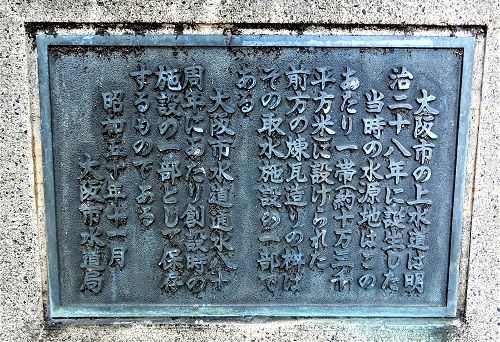 大阪市の上水道は明
治二十八年に誕生した
当時の水源地はこの
あたり一帯(約十万三千
平方米)に設けられた
前方の煉瓦造りの桝は
その取水施設の一部で
ある
大阪市水道通水八十
周年にあたり創設時の
施設の一部として保存
するものである
昭和五十年十一月
大阪市水道局